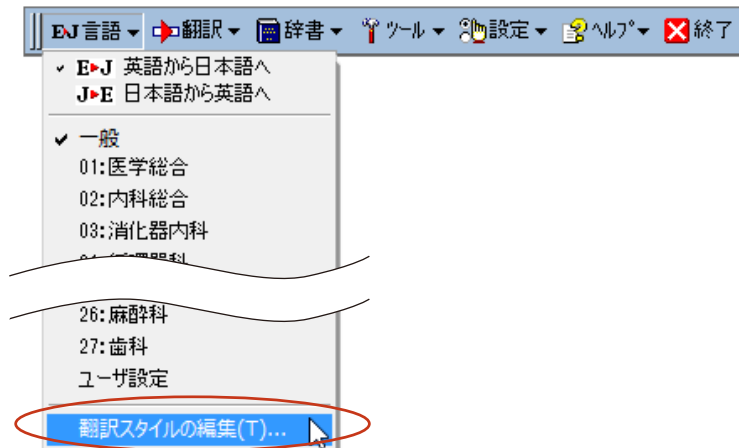 EJ 言語 翻訳 辞書 ツール 設定 ヘルプ 終了
E▸J 英語から日本語へ
J▸E 日本語から英語へ
一般
01:医学総合
02:内科総合
03:消化器内科
26:麻酔科
27:歯科
ユーザ設定
翻訳スタイルの編集(T)...